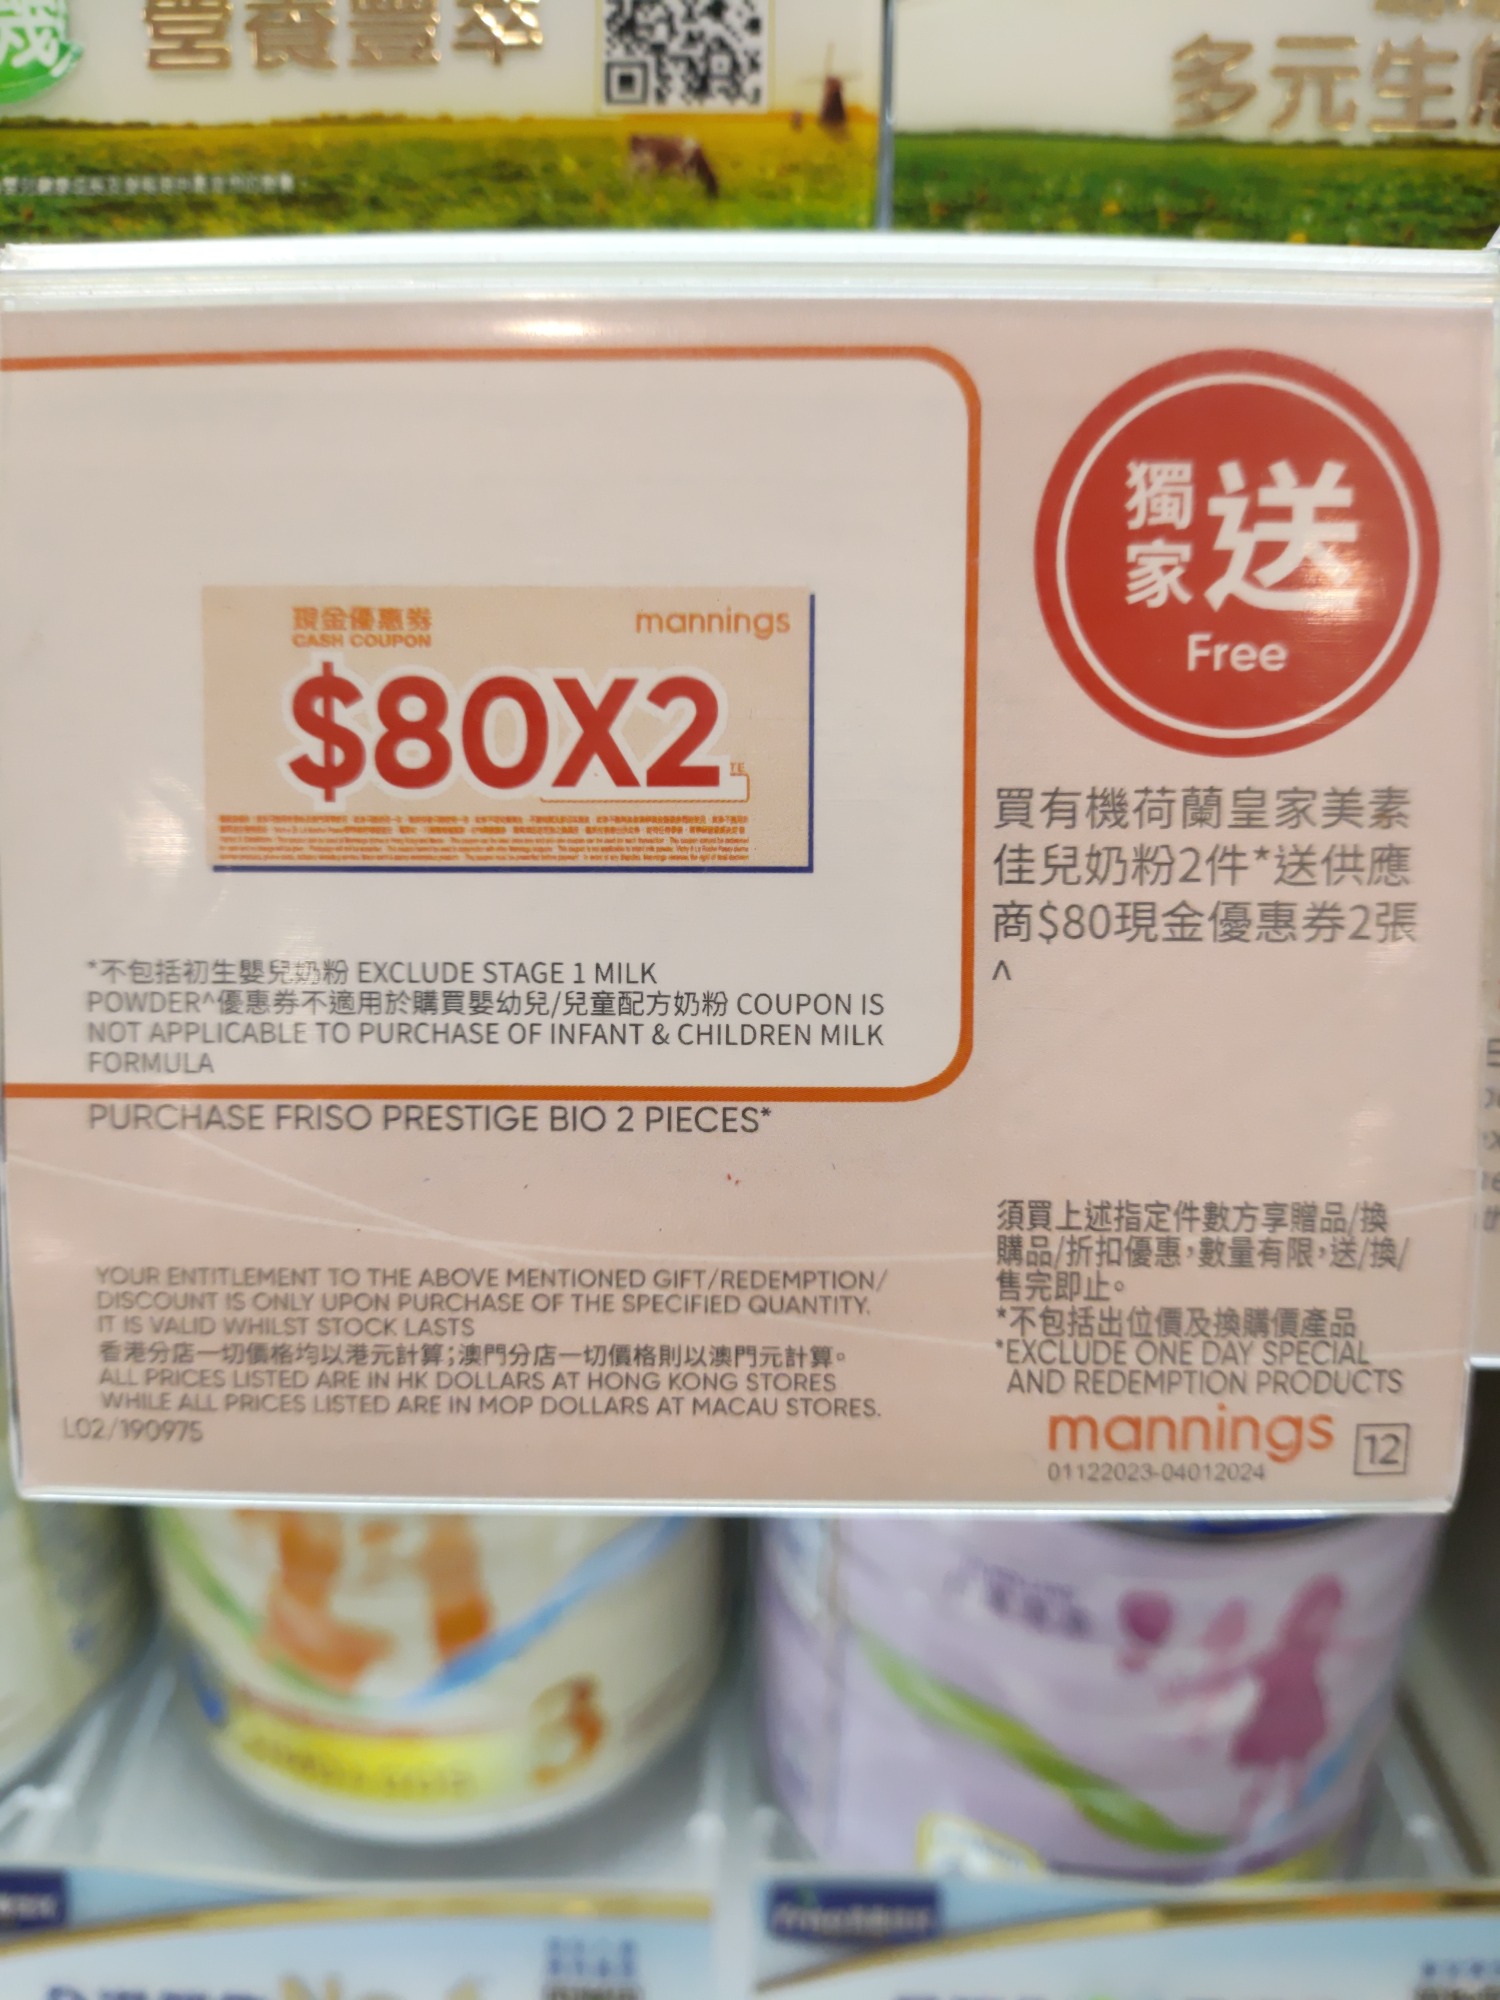 營養豐萃
多元生態
獨家 送
Free
現金優惠券
CASH COUPON
mannings
$80X2
買有機荷蘭皇家美素
佳兒奶粉2件*送供應
商$80現金優惠券2張
^
*不包括初生嬰兒奶粉 EXCLUDE STAGE 1 MILK
POWDER^優惠券不適用於購買嬰幼兒/兒童配方奶粉 COUPON IS
NOT APPLICABLE TO PURCHASE OF INFANT & CHILDREN MILK
FORMULA
PURCHASE FRISO PRESTIGE BIO 2 PIECES*
YOUR ENTITLEMENT TO THE ABOVE MENTIONED GIFT/REDEMPTION/
DISCOUNT IS ONLY UPON PURCHASE OF THE SPECIFIED QUANTITY.
IT IS VALID WHILST STOCK LASTS
香港分店一切價格均以港元計算;澳門分店一切價格則以澳門元計算。
ALL PRICES LISTED ARE IN HK DOLLARS AT HONG KONG STORES
WHILE ALL PRICES LISTED ARE IN MOP DOLLARS AT MACAU STORES.
L02/190975
須買上述指定件數方享贈品/換
購品/折扣優惠,數量有限,送/換/
售完即止。
*不包括出位價及換購價產品
*EXCLUDE ONE DAY SPECIAL
AND REDEMPTION PRODUCTS
mannings
12
01122023-04012024
3